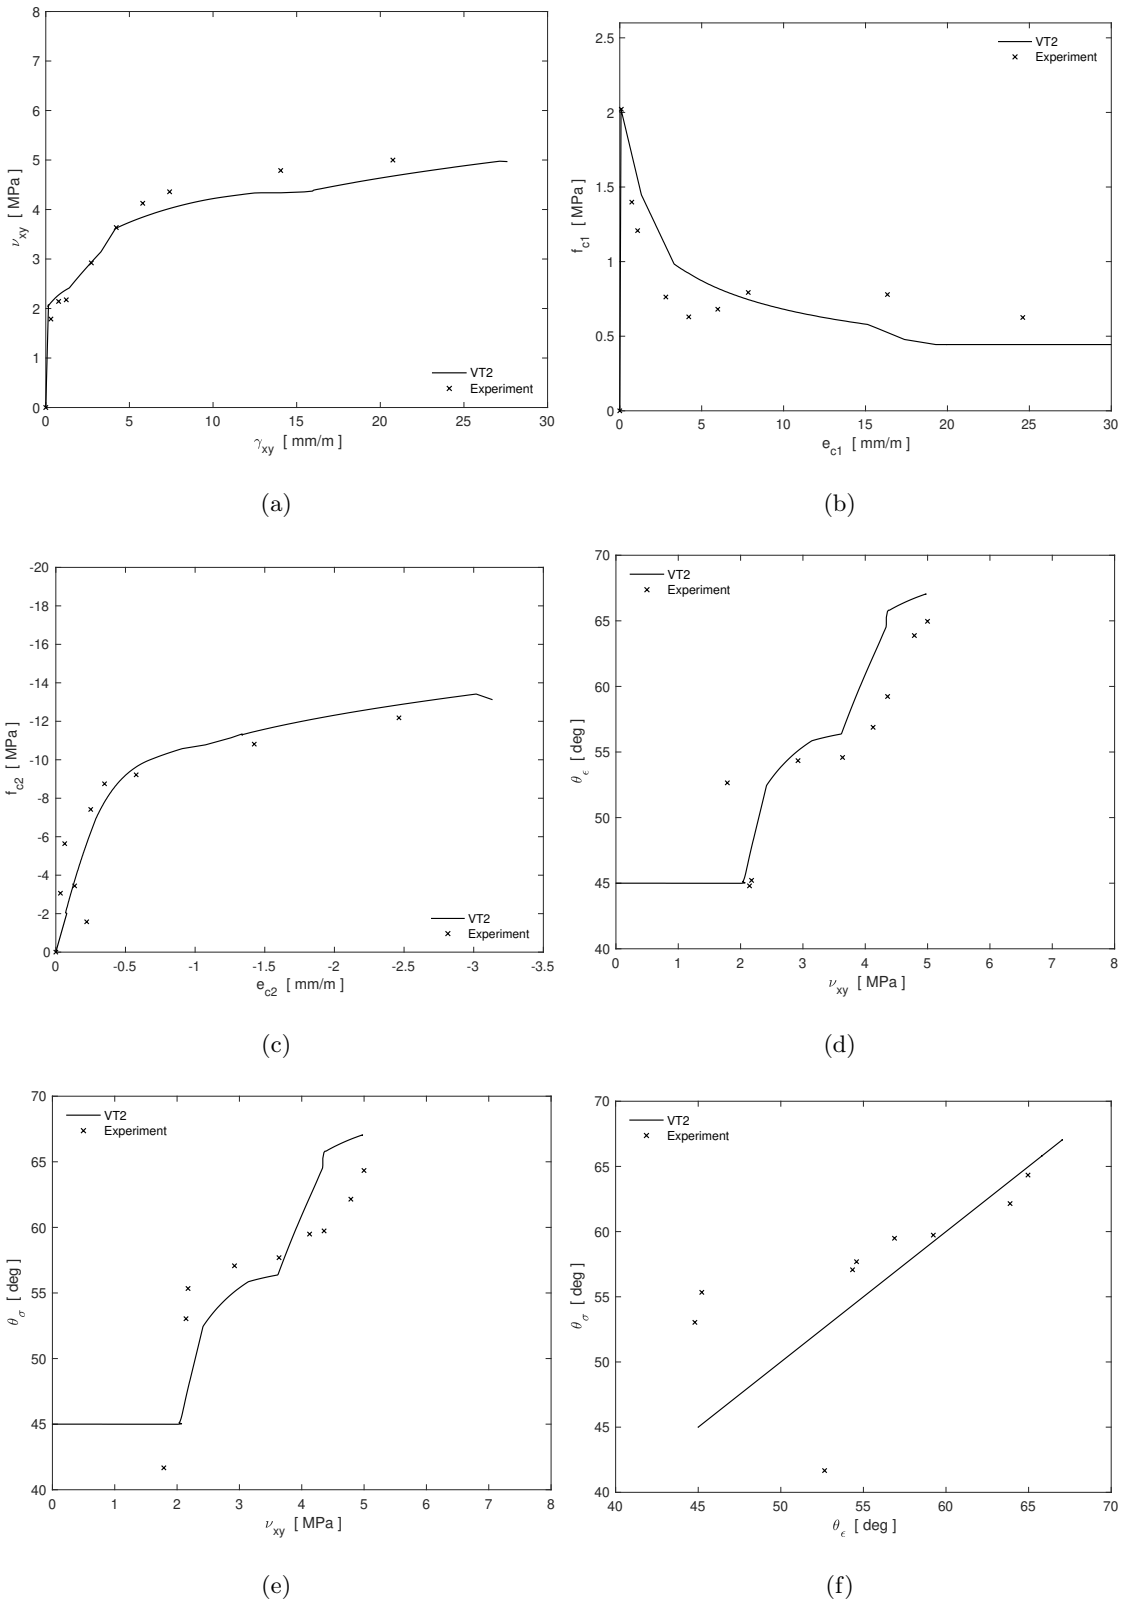 8
7
6
5
4
3
2
1
0
ν_xy [ MPa ]
VT2
Experiment
0 5 10 15 20 25 30
γ_xy [ mm/m ]
(a)
2.5
2
1.5
1
0.5
0
f_c1 [ MPa ]
VT2
Experiment
0 5 10 15 20 25 30
e_c1 [ mm/m ]
(b)
-20
-18
-16
-14
-12
-10
-8
-6
-4
-2
0
f_c2 [ MPa ]
VT2
Experiment
0 -0.5 -1 -1.5 -2 -2.5 -3 -3.5
e_c2 [ mm/m ]
(c)
70
65
60
55
50
45
40
θ_ϵ [ deg ]
VT2
Experiment
0 1 2 3 4 5 6 7 8
ν_xy [ MPa ]
(d)
70
65
60
55
50
45
40
θ_σ [ deg ]
VT2
Experiment
0 1 2 3 4 5 6 7 8
ν_xy [ MPa ]
(e)
70
65
60
55
50
45
40
θ_σ [ deg ]
VT2
Experiment
40 45 50 55 60 65 70
θ_ϵ [ deg ]
(f)